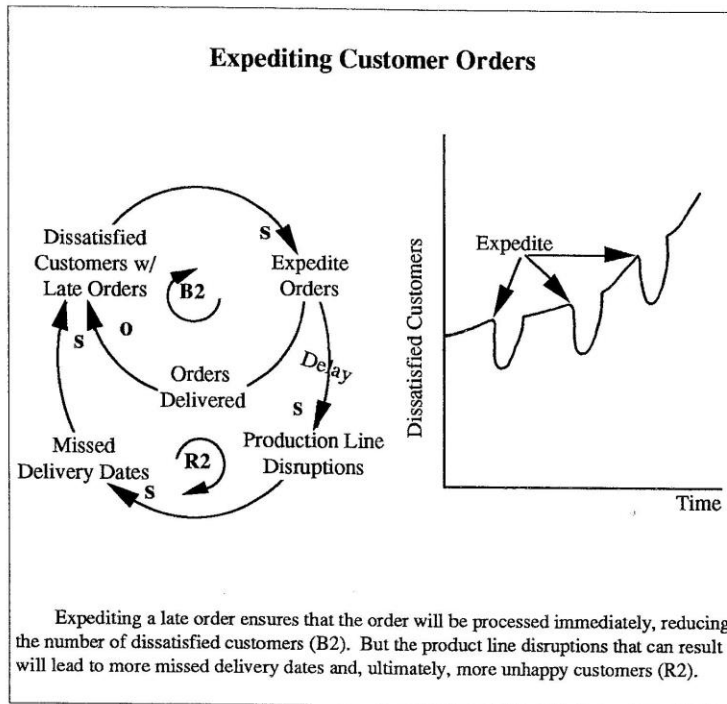 Expediting Customer Orders
Dissatisfied
Customers w/
Late Orders
S
Expedite
Orders
B2
S
O
Orders
Delivered
Delay
S
Missed
Delivery Dates
R2
S
Production Line
Disruptions
Dissatisfied Customers
Expedite
Time
Expediting a late order ensures that the order will be processed immediately, reducing
the number of dissatisfied customers (B2). But the product line disruptions that can result
will lead to more missed delivery dates and, ultimately, more unhappy customers (R2).